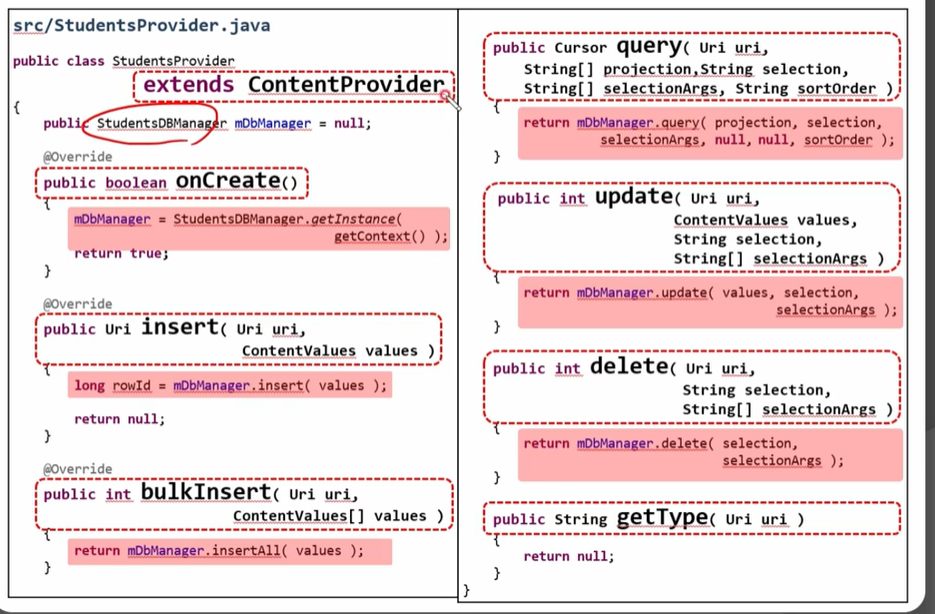 src/StudentsProvider.java
public class StudentsProvider
extends ContentProvider
{
public StudentsDBManager mDbManager = null;
@Override
public boolean onCreate()
{
mDbManager = StudentsDBManager.getInstance(
getContext() );
return true;
}
@Override
public Uri insert( Uri uri,
ContentValues values )
{
long rowId = mDbManager.insert( values );
return null;
}
@Override
public int bulkInsert( Uri uri,
ContentValues[] values )
{
return mDbManager.insertAll( values );
}
public Cursor query( Uri uri,
String[] projection,String selection,
String[] selectionArgs, String sortOrder )
{
return mDbManager.query( projection, selection,
selectionArgs, null, null, sortOrder );
}
public int update( Uri uri,
ContentValues values,
String selection,
String[] selectionArgs )
{
return mDbManager.update( values, selection,
selectionArgs );
}
public int delete( Uri uri,
String selection,
String[] selectionArgs )
{
return mDbManager.delete( selection,
selectionArgs );
}
public String getType( Uri uri )
{
return null;
}
}